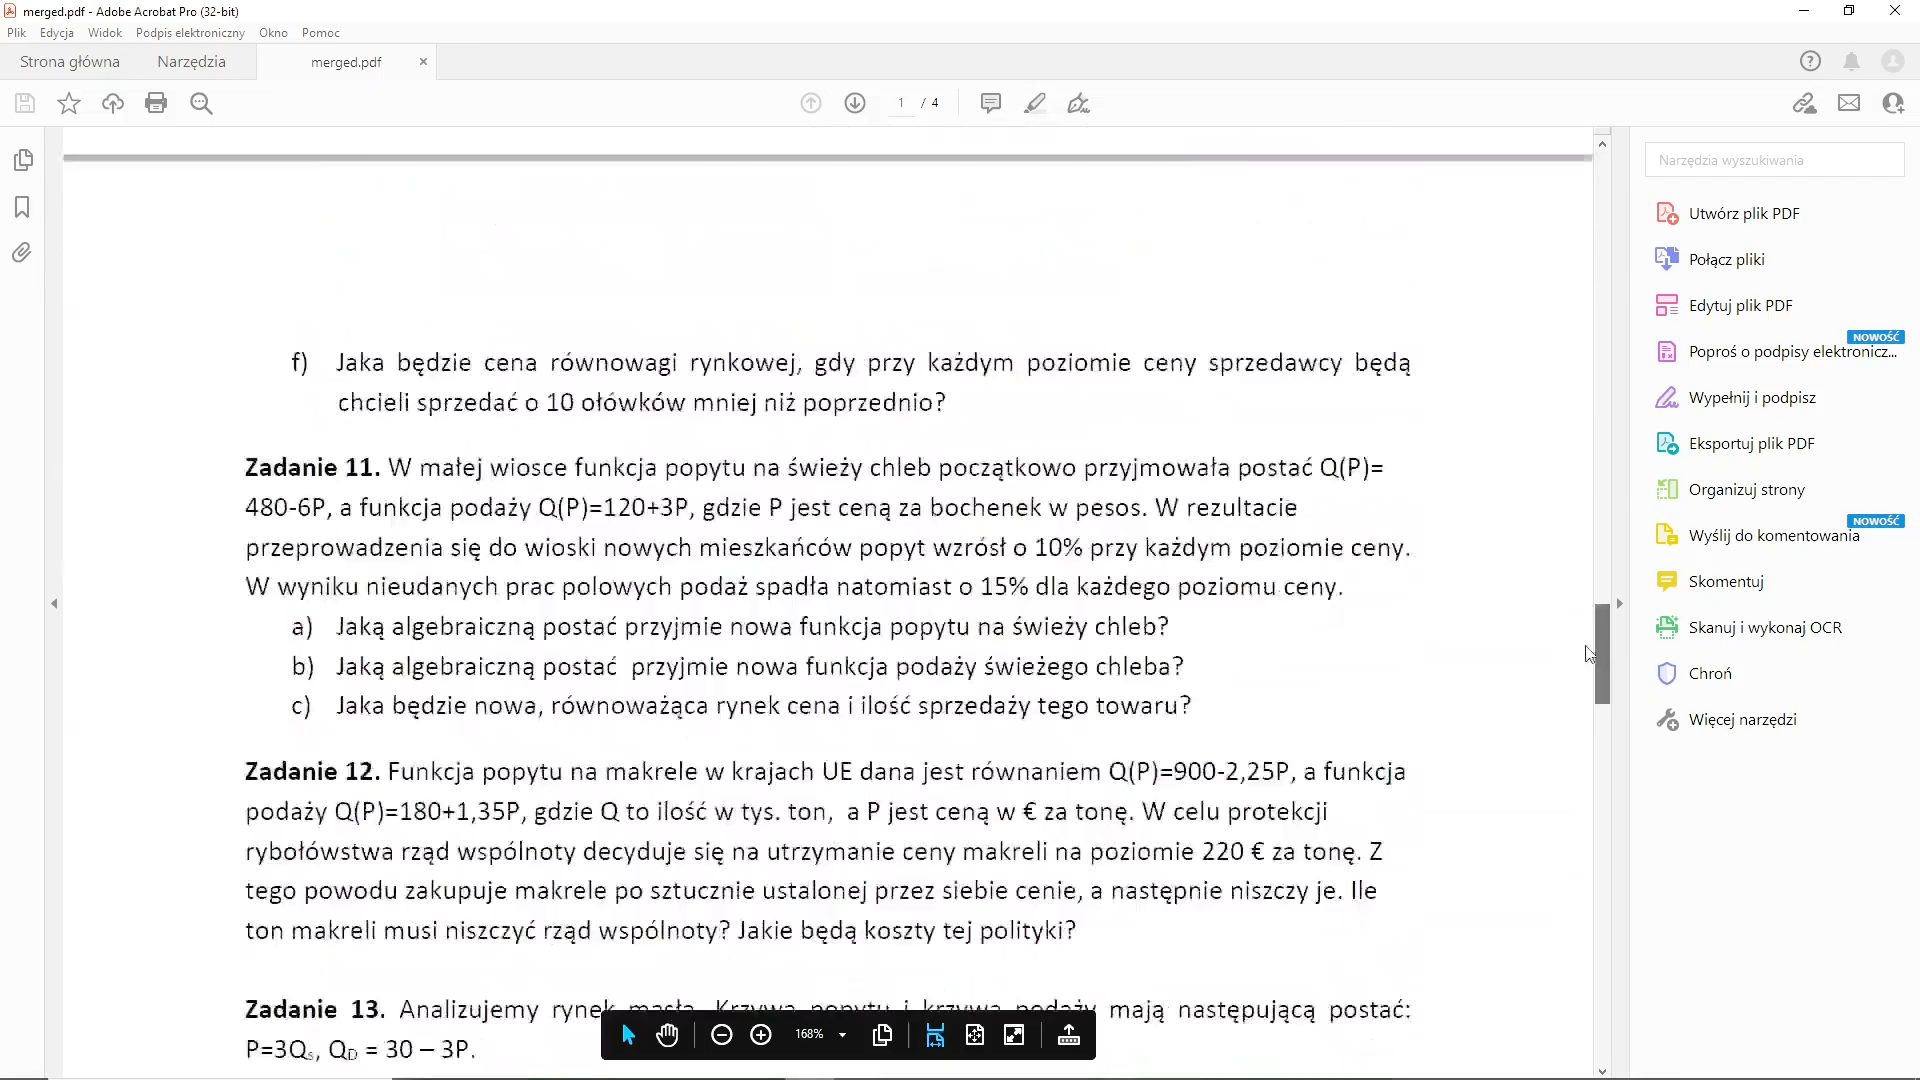 merged.pdf - Adobe Acrobat Pro (32-bit)
Plik Edycja Widok Podpis elektroniczny Okno Pomoc
Strona główna Narzędzia merged.pdf ×
1 / 4
Narzędzia wyszukiwania
Utwórz plik PDF
Połącz pliki
Edytuj plik PDF
NOWOŚĆ
Poproś o podpisy elektronicz...
Wypełnij i podpisz
Eksportuj plik PDF
Organizuj strony
NOWOŚĆ
Wyślij do komentowania
Skomentuj
Skanuj i wykonaj OCR
Chroń
Więcej narzędzi
f) Jaka będzie cena równowagi rynkowej, gdy przy każdym poziomie ceny sprzedawcy będą
chcieli sprzedać o 10 ołówków mniej niż poprzednio?
Zadanie 11. W małej wiosce funkcja popytu na świeży chleb początkowo przyjmowała postać Q(P)=
480-6P, a funkcja podaży Q(P)=120+3P, gdzie P jest ceną za bochenek w pesos. W rezultacie
przeprowadzenia się do wioski nowych mieszkańców popyt wzrósł o 10% przy każdym poziomie ceny.
W wyniku nieudanych prac polowych podaż spadła natomiast o 15% dla każdego poziomu ceny.
a) Jaką algebraiczną postać przyjmie nowa funkcja popytu na świeży chleb?
b) Jaką algebraiczną postać przyjmie nowa funkcja podaży świeżego chleba?
c) Jaka będzie nowa, równoważąca rynek cena i ilość sprzedaży tego towaru?
Zadanie 12. Funkcja popytu na makrele w krajach UE dana jest równaniem Q(P)=900-2,25P, a funkcja
podaży Q(P)=180+1,35P, gdzie Q to ilość w tys. ton, a P jest ceną w € za tonę. W celu protekcji
rybołówstwa rząd wspólnoty decyduje się na utrzymanie ceny makreli na poziomie 220 € za tonę. Z
tego powodu zakupuje makrele po sztucznie ustalonej przez siebie cenie, a następnie niszczy je. Ile
ton makreli musi niszczyć rząd wspólnoty? Jakie będą koszty tej polityki?
Zadanie 13. Analizujemy rynek masła. Krzywa popytu i krzywa podaży mają następującą postać:
P=3Qs, QD = 30 – 3P.
168%